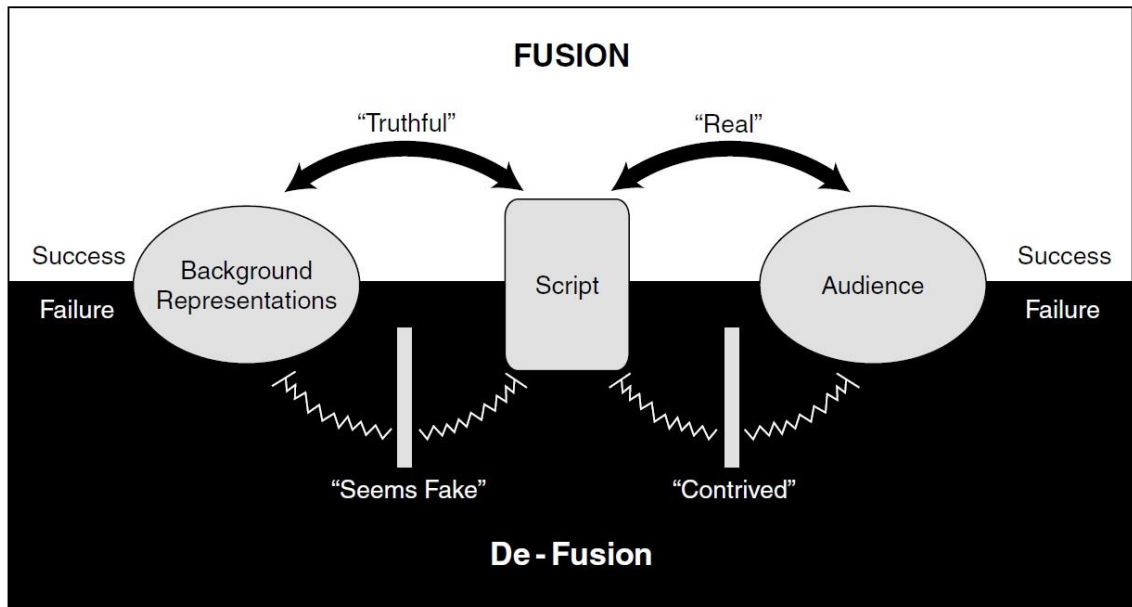 FUSION
“Truthful”
“Real”
Success
Success
Background
Representations
Script
Audience
Failure
Failure
“Seems Fake”
“Contrived”
De - Fusion